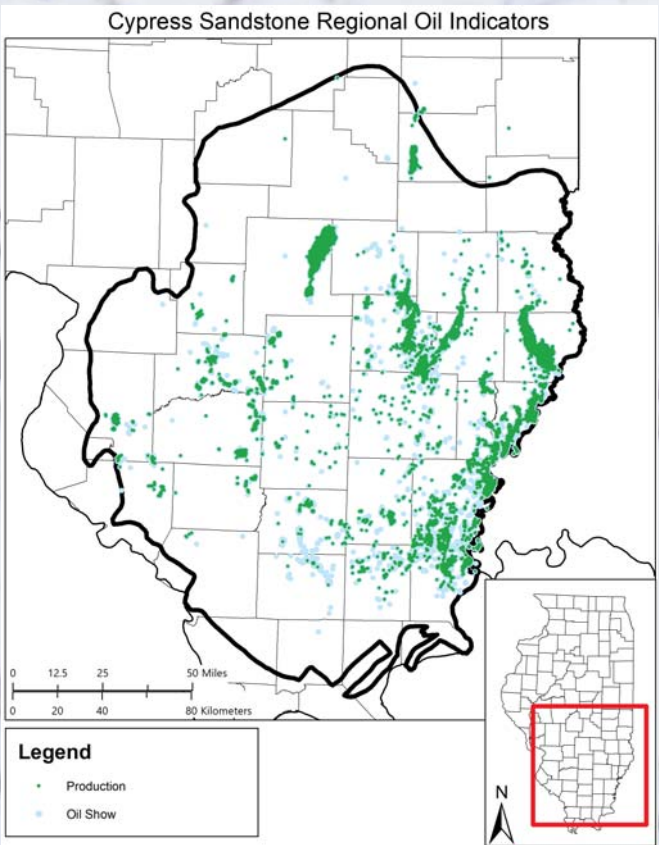 Cypress Sandstone Regional Oil Indicators
0 12.5 25 50 Miles
0 20 40 80 Kilometers
Legend
Production
Oil Show
N